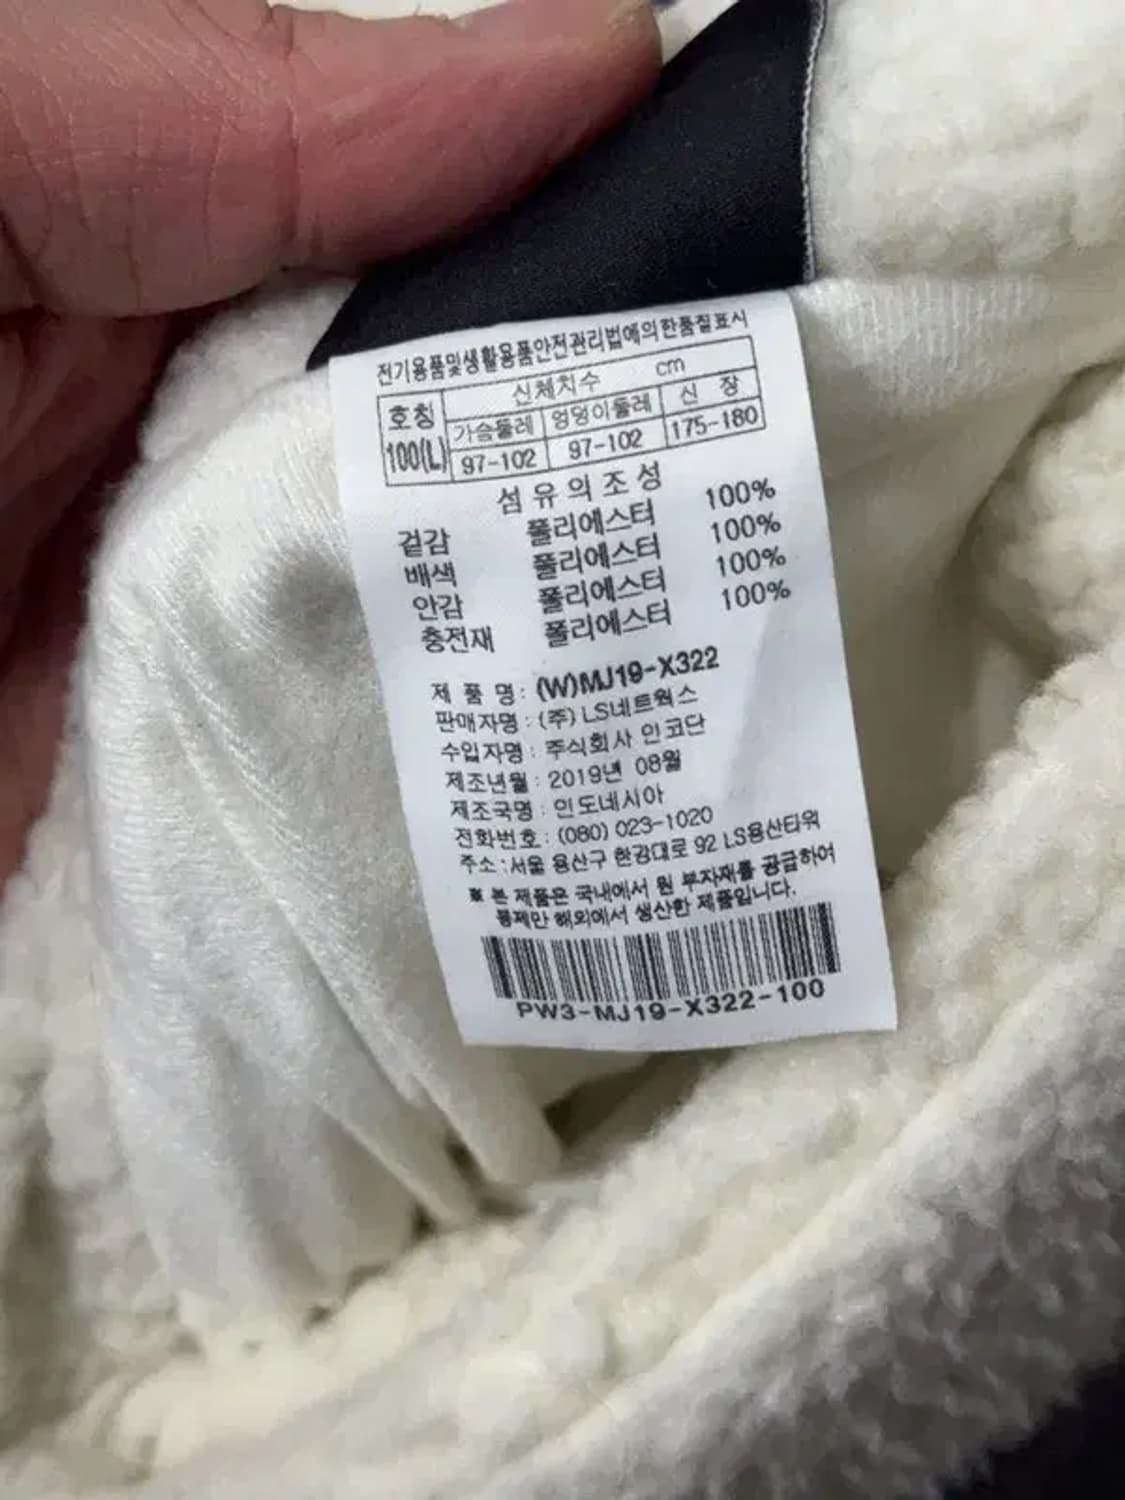 전기용품및생활용품안전관리법에의한품질표시
호칭 신체치수 cm
가슴둘레 엉덩이둘레 신 장
100(L) 97-102 97-102 175-180
섬유의조성
겉감 폴리에스터 100%
배색 폴리에스터 100%
안감 폴리에스터 100%
충전재 폴리에스터 100%
제 품 명 : (W)MJ19-X322
판매자명 : (주) LS네트웍스
수입자명 : 주식회사 인코단
제조년월 : 2019년 08월
제조국명 : 인도네시아
전화번호 : (080) 023-1020
주소 : 서울 용산구 한강대로 92 LS용산타워
※ 본 제품은 국내에서 원 부자재를 공급하여
봉제만 해외에서 생산한 제품입니다.
PW3-MJ19-X322-100